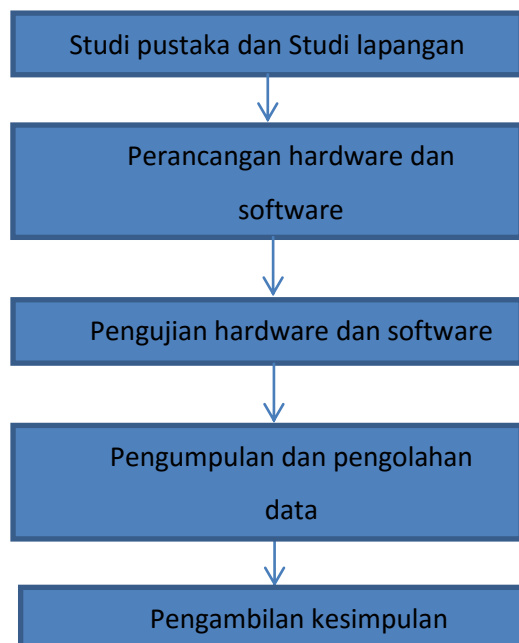 Studi pustaka dan Studi lapangan
Perancangan hardware dan
software
Pengujian hardware dan software
Pengumpulan dan pengolahan
data
Pengambilan kesimpulan